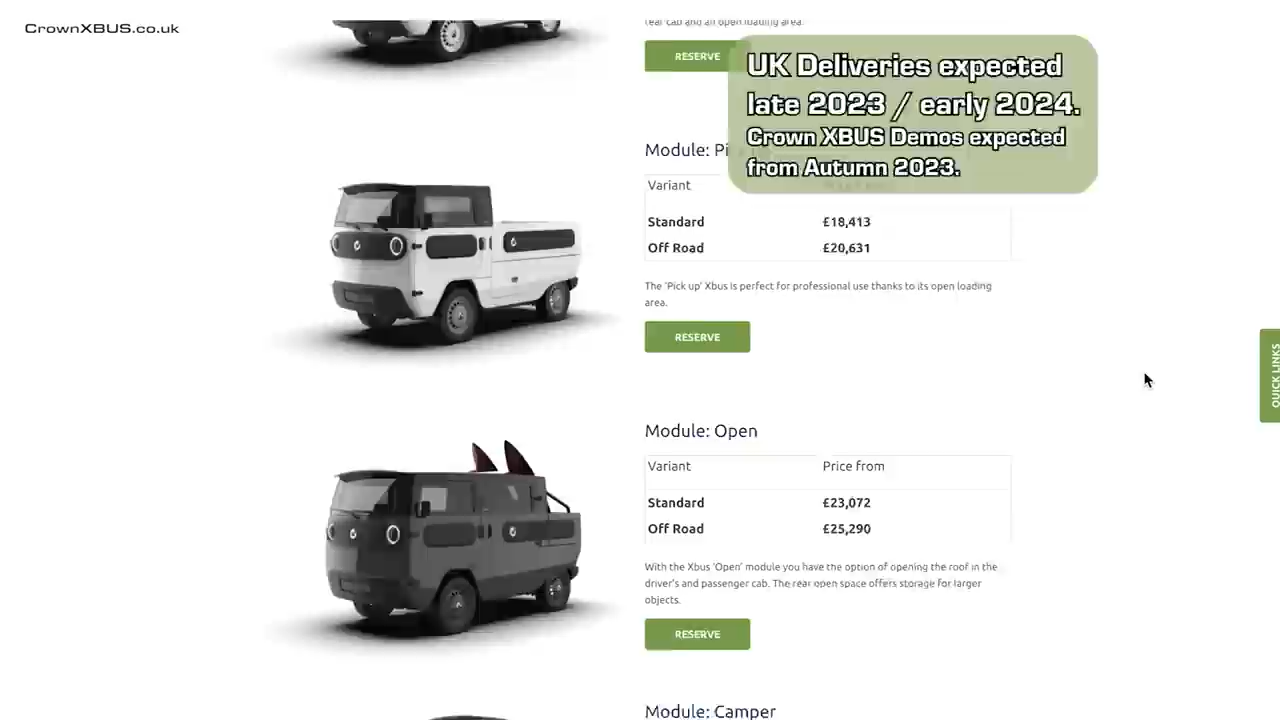 CrownXBUS.co.uk
rear cab and an open loading area.
RESERVE
UK Deliveries expected
late 2023 / early 2024.
Crown XBUS Demos expected
from Autumn 2023.
Module: Pi
Variant
Standard £18,413
Off Road £20,631
The 'Pick up' Xbus is perfect for professional use thanks to its open loading
area.
RESERVE
QUICK LINKS
Module: Open
Variant Price from
Standard £23,072
Off Road £25,290
With the Xbus 'Open' module you have the option of opening the roof in the
driver's and passenger cab. The rear open space offers storage for larger
objects.
RESERVE
Module: Camper